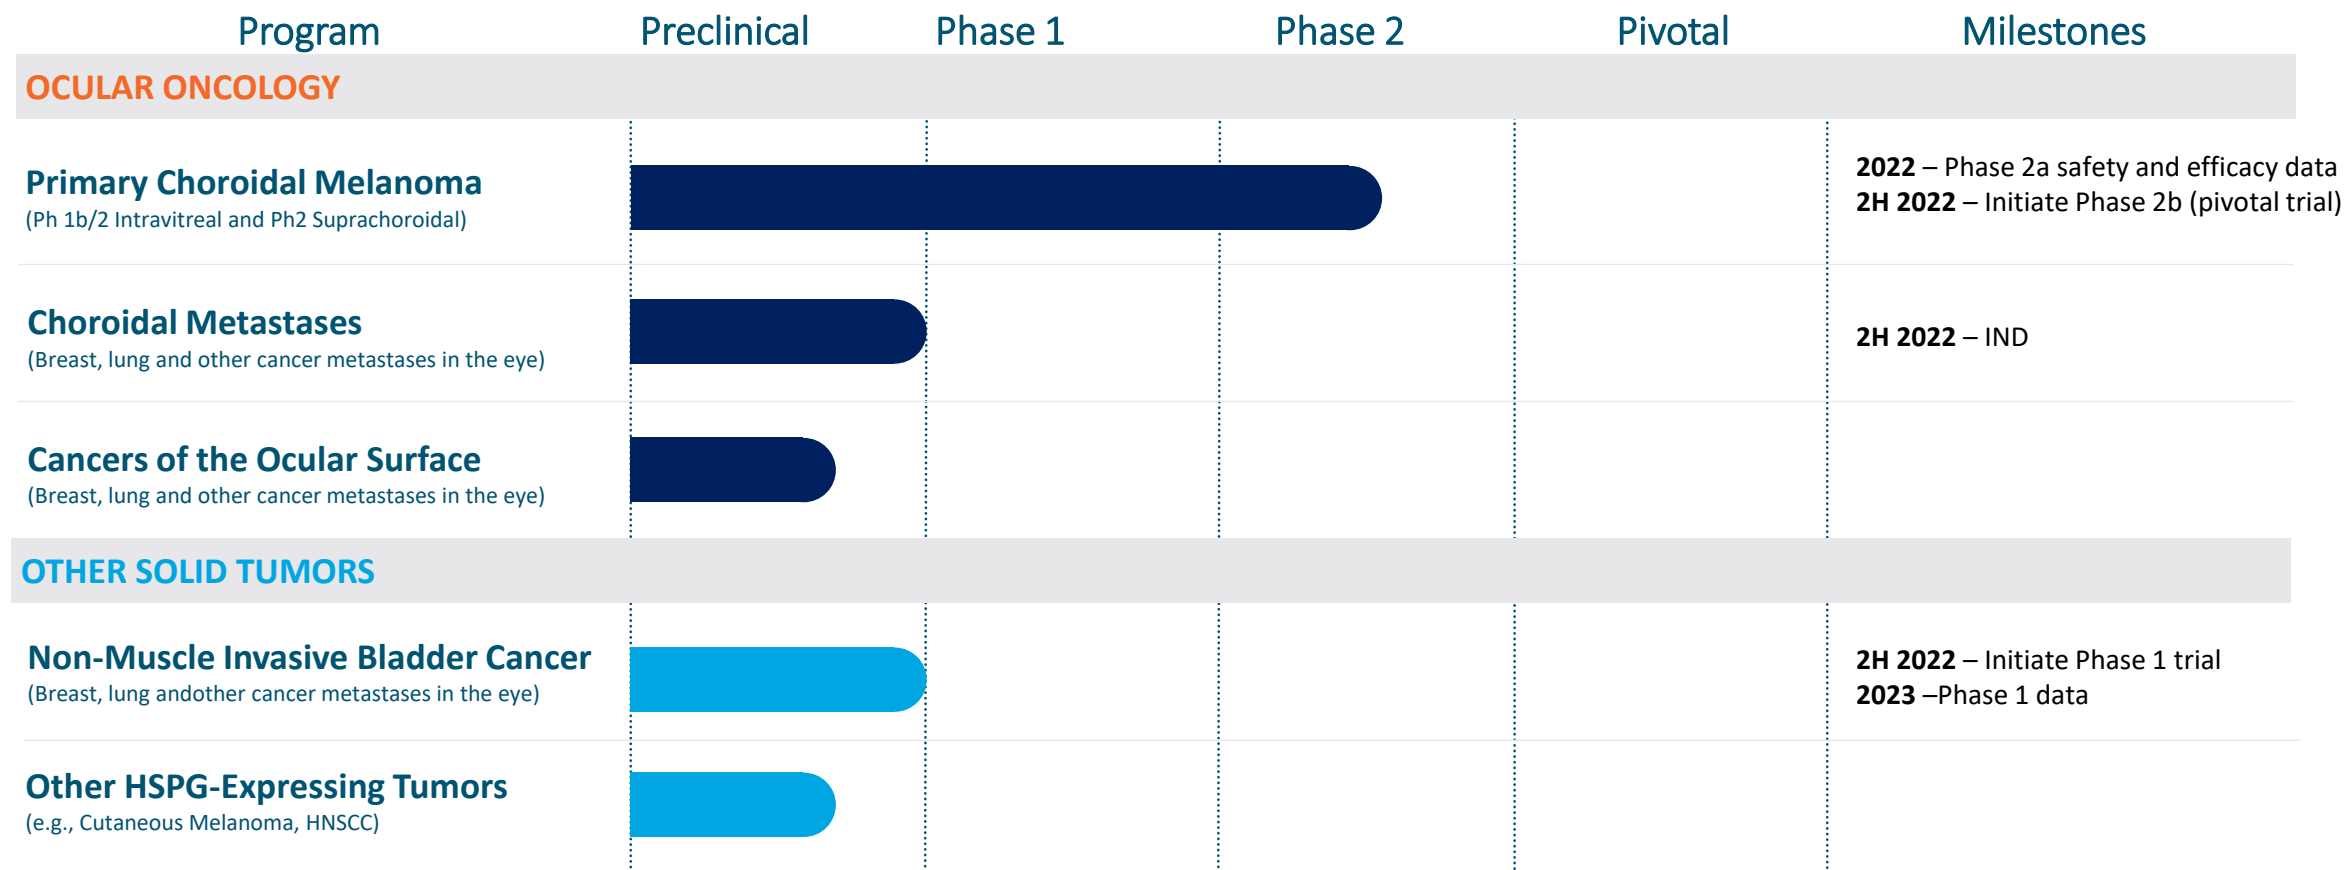 Program Preclinical Phase 1 Phase 2 Pivotal Milestones
OCULAR ONCOLOGY
Primary Choroidal Melanoma
(Ph 1b/2 Intravitreal and Ph2 Suprachoroidal)
2022 – Phase 2a safety and efficacy data
2H 2022 – Initiate Phase 2b (pivotal trial)
Choroidal Metastases
(Breast, lung and other cancer metastases in the eye)
2H 2022 – IND
Cancers of the Ocular Surface
(Breast, lung and other cancer metastases in the eye)
OTHER SOLID TUMORS
Non-Muscle Invasive Bladder Cancer
(Breast, lung andother cancer metastases in the eye)
2H 2022 – Initiate Phase 1 trial
2023 –Phase 1 data
Other HSPG-Expressing Tumors
(e.g., Cutaneous Melanoma, HNSCC)